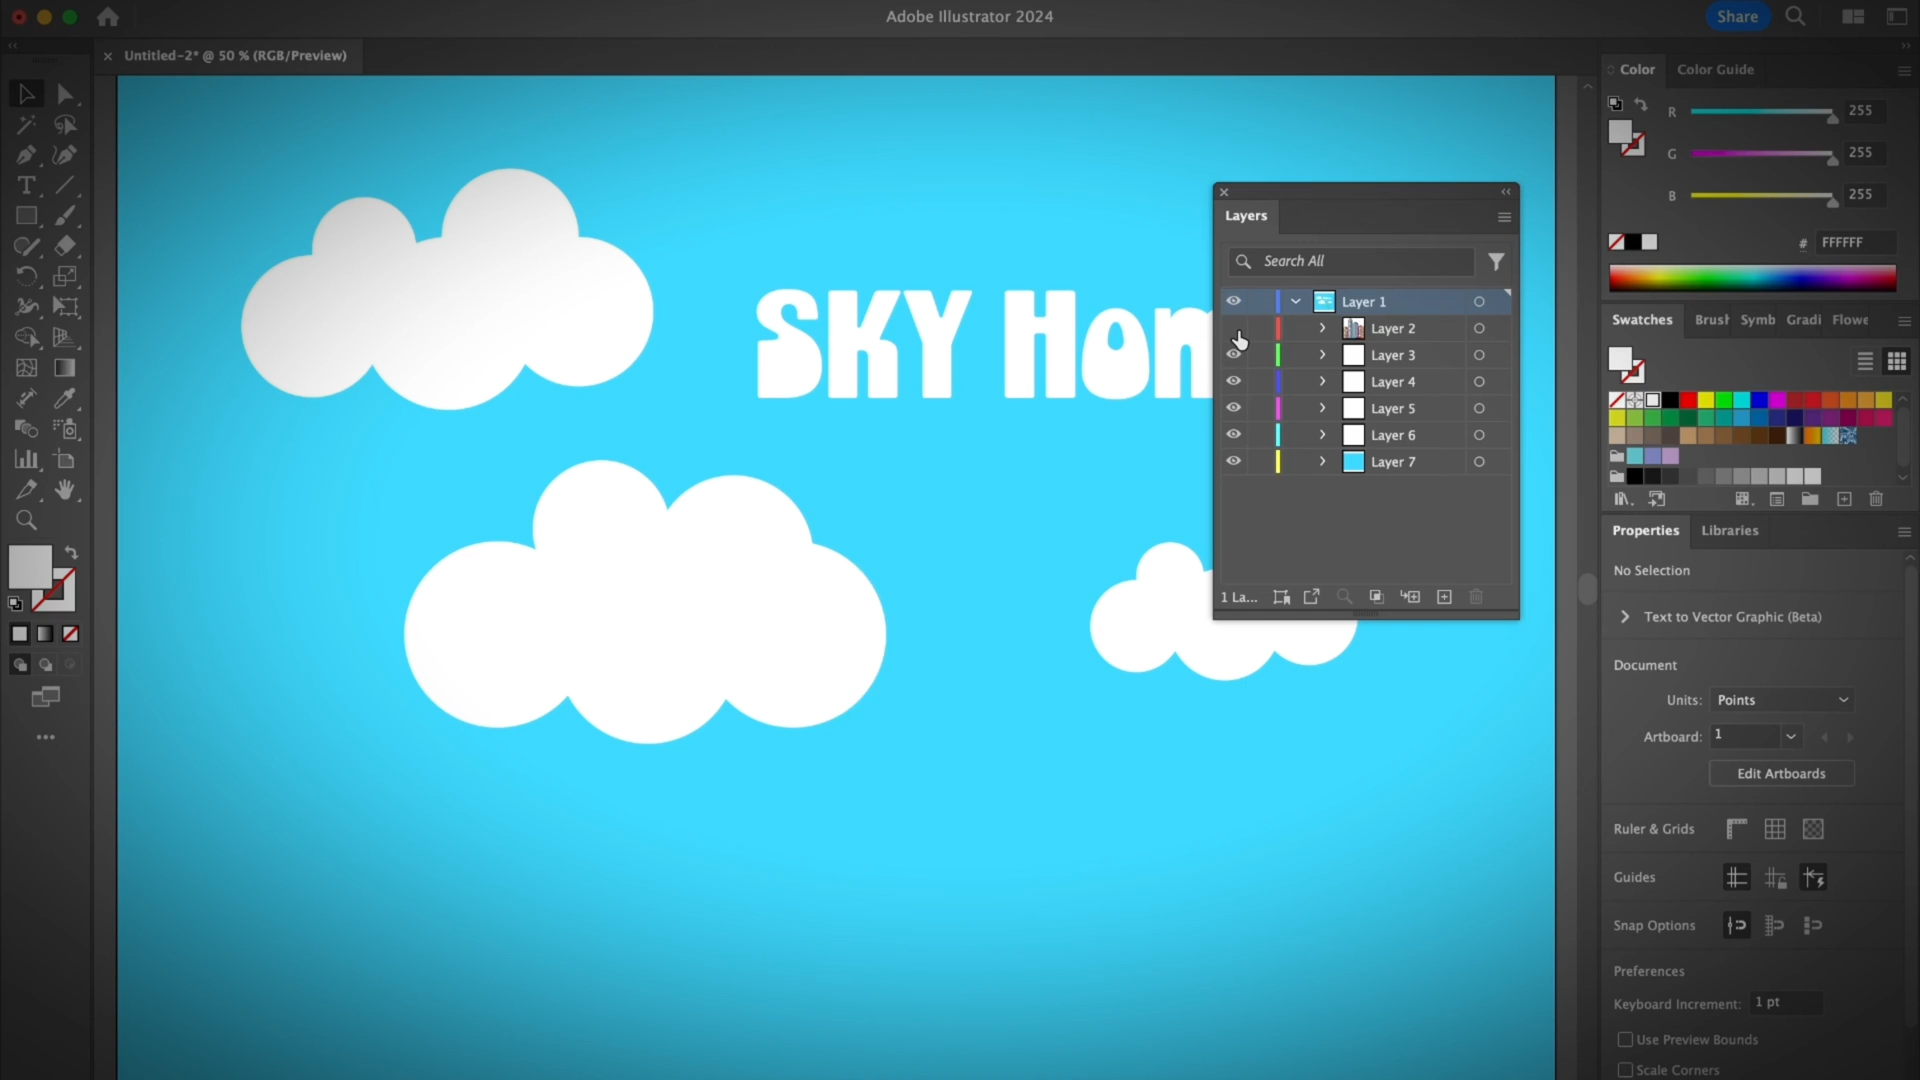 Adobe Illustrator 2024
Share
Untitled-2* @ 50 % (RGB/Preview)
Color
Color Guide
R
255
G
255
B
255
# FFFFFF
SKY
Layers
Search All
Layer 1
Layer 2
Layer 3
Layer 4
Layer 5
Layer 6
Layer 7
1 La...
Swatches
Brush
Symb
Gradi
Flowe
Properties
Libraries
No Selection
Text to Vector Graphic (Beta)
Document
Units:
Points
Artboard:
1
Edit Artboards
Ruler & Grids
Guides
Snap Options
Preferences
Keyboard Increment:
1 pt
Use Preview Bounds
Scale Corners